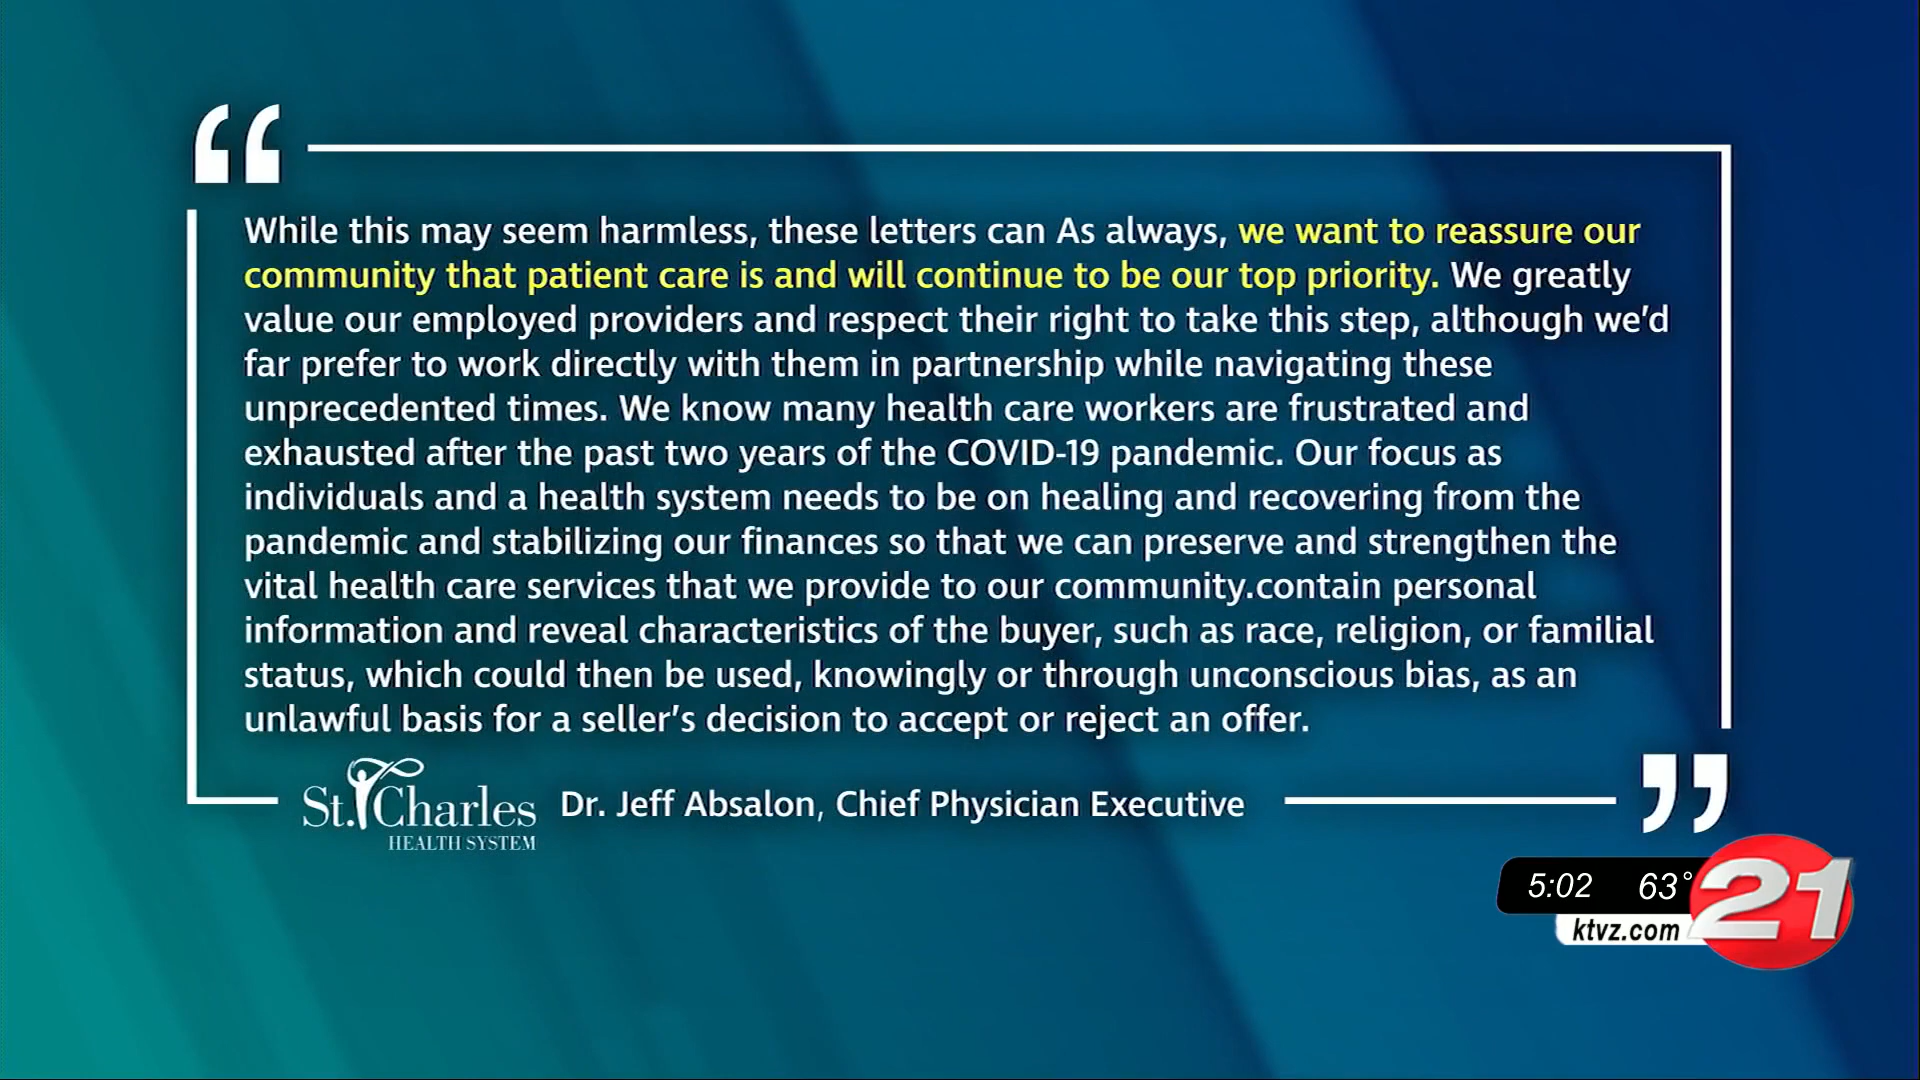 “
While this may seem harmless, these letters can As always, we want to reassure our
community that patient care is and will continue to be our top priority. We greatly
value our employed providers and respect their right to take this step, although we’d
far prefer to work directly with them in partnership while navigating these
unprecedented times. We know many health care workers are frustrated and
exhausted after the past two years of the COVID-19 pandemic. Our focus as
individuals and a health system needs to be on healing and recovering from the
pandemic and stabilizing our finances so that we can preserve and strengthen the
vital health care services that we provide to our community.contain personal
information and reveal characteristics of the buyer, such as race, religion, or familial
status, which could then be used, knowingly or through unconscious bias, as an
unlawful basis for a seller’s decision to accept or reject an offer.
St. Charles
HEALTH SYSTEM
Dr. Jeff Absalon, Chief Physician Executive
”
5:02 63°
21
ktvz.com